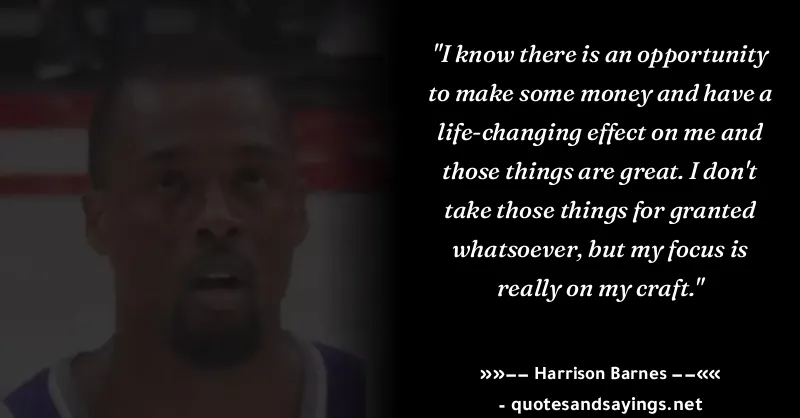 "I know there is an opportunity
to make some money and have a
life-changing effect on me and
those things are great. I don't
take those things for granted
whatsoever, but my focus is
really on my craft."
»»−− Harrison Barnes −−««
- quotesandsayings.net